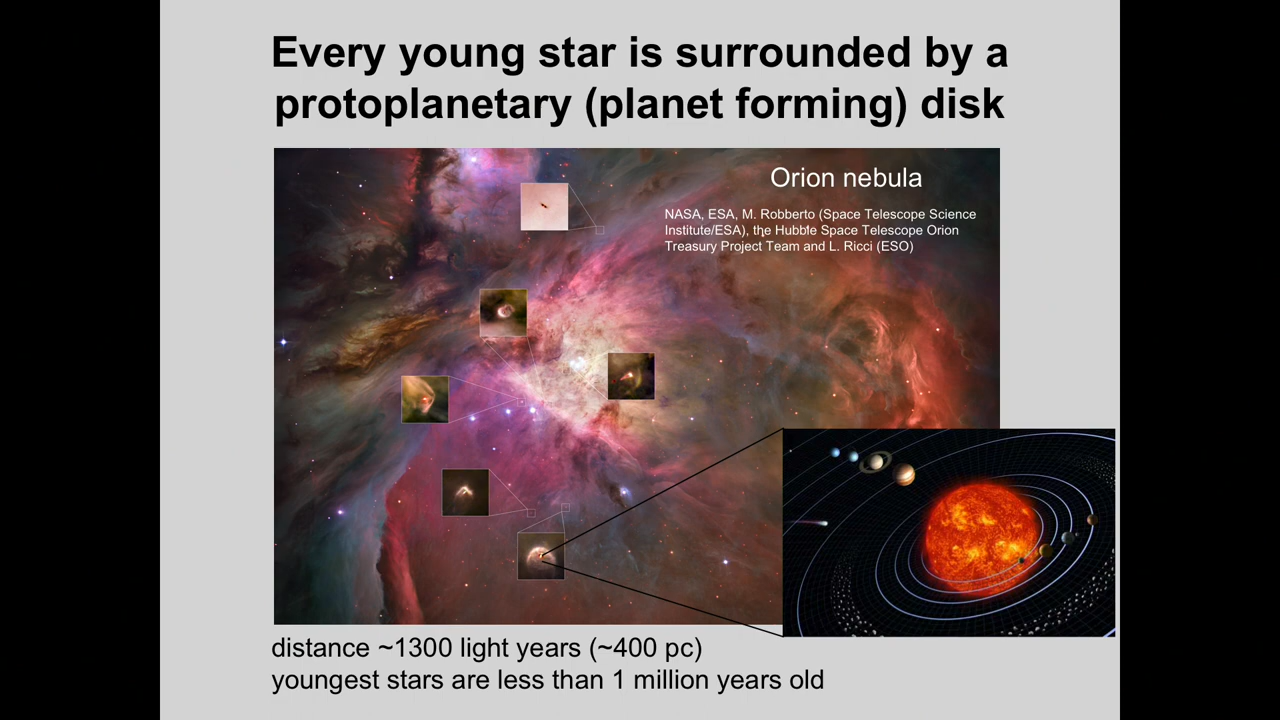 Every young star is surrounded by a
protoplanetary (planet forming) disk
Orion nebula
NASA, ESA, M. Robberto (Space Telescope Science
Institute/ESA), the Hubble Space Telescope Orion
Treasury Project Team and L. Ricci (ESO)
distance ~1300 light years (~400 pc)
youngest stars are less than 1 million years old